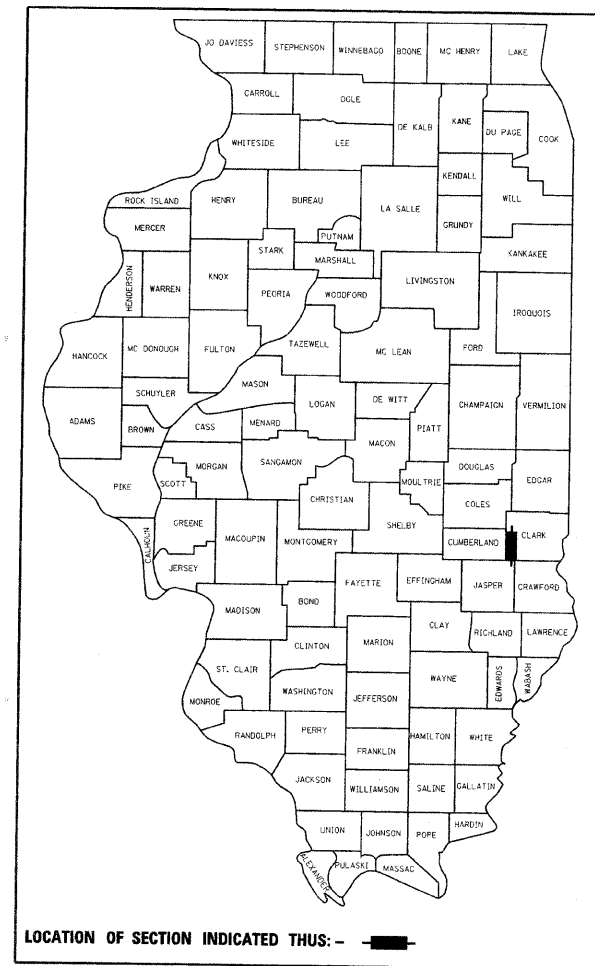 JO DAVIESS STEPHENSON WINNEBAGO BOONE MC HENRY LAKE
CARROLL OGLE DE KALB KANE DU PAGE COOK
WHITESIDE LEE KENDALL WILL
ROCK ISLAND HENRY BUREAU LA SALLE GRUNDY
MERCER PUTNAM KANKAKEE
HENDERSON WARREN KNOX STARK MARSHALL LIVINGSTON
PEORIA WOODFORD IROQUOIS
HANCOCK MC DONOUGH FULTON TAZEWELL MC LEAN FORD
SCHUYLER MASON LOGAN DE WITT CHAMPAIGN VERMILION
ADAMS BROWN CASS MENARD MACON PIATT
PIKE SCOTT MORGAN SANGAMON CHRISTIAN MOULTRIE DOUGLAS EDGAR
COLES
CALHOUN GREENE MACOUPIN MONTGOMERY SHELBY CUMBERLAND CLARK
JERSEY FAYETTE EFFINGHAM JASPER CRAWFORD
MADISON BOND CLAY RICHLAND LAWRENCE
CLINTON MARION
ST. CLAIR WASHINGTON JEFFERSON WAYNE EDWARDS WABASH
MONROE
RANDOLPH PERRY FRANKLIN HAMILTON WHITE
JACKSON WILLIAMSON SALINE GALLATIN
UNION JOHNSON POPE HARDIN
ALEXANDER PULASKI MASSAC
LOCATION OF SECTION INDICATED THUS: -